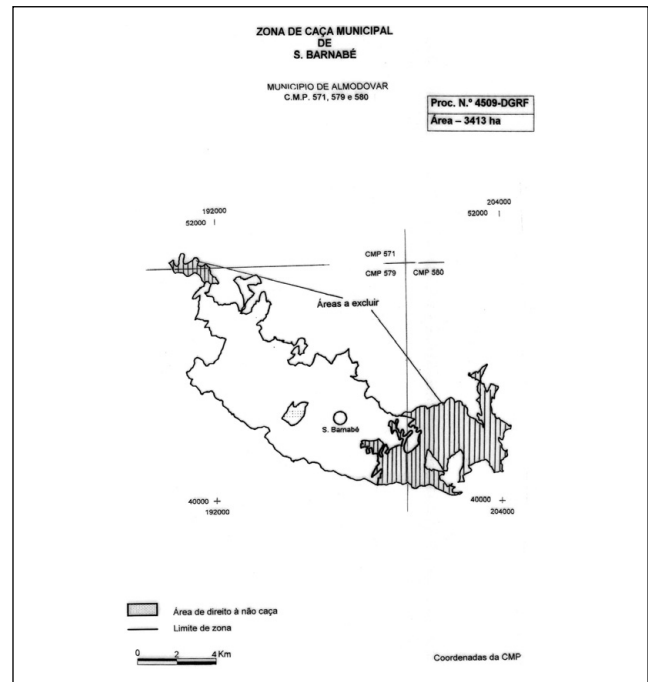 ZONA DE CAÇA MUNICIPAL
DE
S. BARNABÉ
MUNICIPIO DE ALMODOVAR
C.M.P. 571, 579 e 580
Proc. N.º 4509-DGRF
Área – 3413 ha
192000
52000
204000
52000
CMP 571
CMP 579
CMP 580
Áreas a excluir
S. Barnabé
40000
192000
40000
204000
Área de direito à não caça
Limite de zona
0 2 4 Km
Coordenadas da CMP